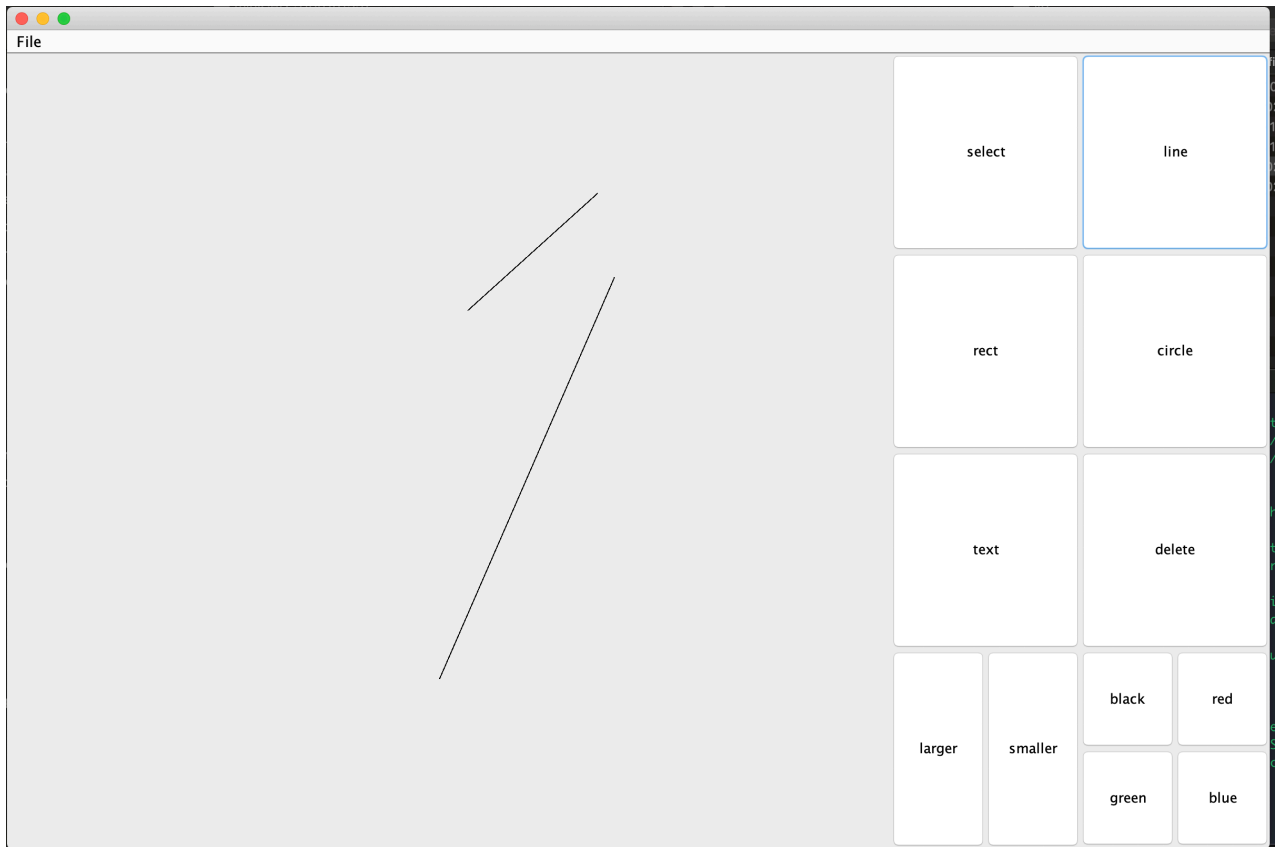 File
select line
rect circle
text delete
black red
larger smaller
green blue